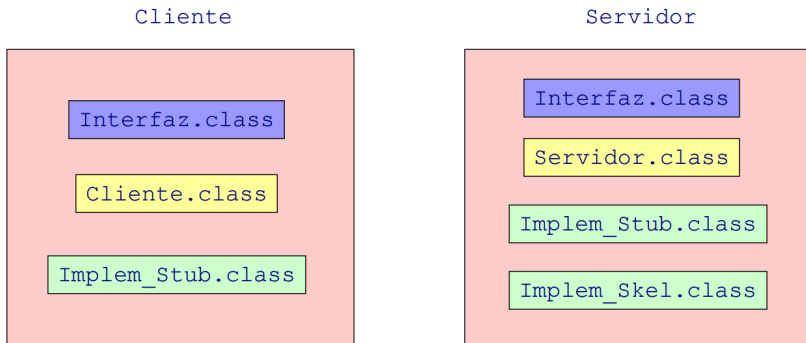 Cliente
Interfaz.class
Cliente.class
Implem_Stub.class
Servidor
Interfaz.class
Servidor.class
Implem_Stub.class
Implem_Skel.class